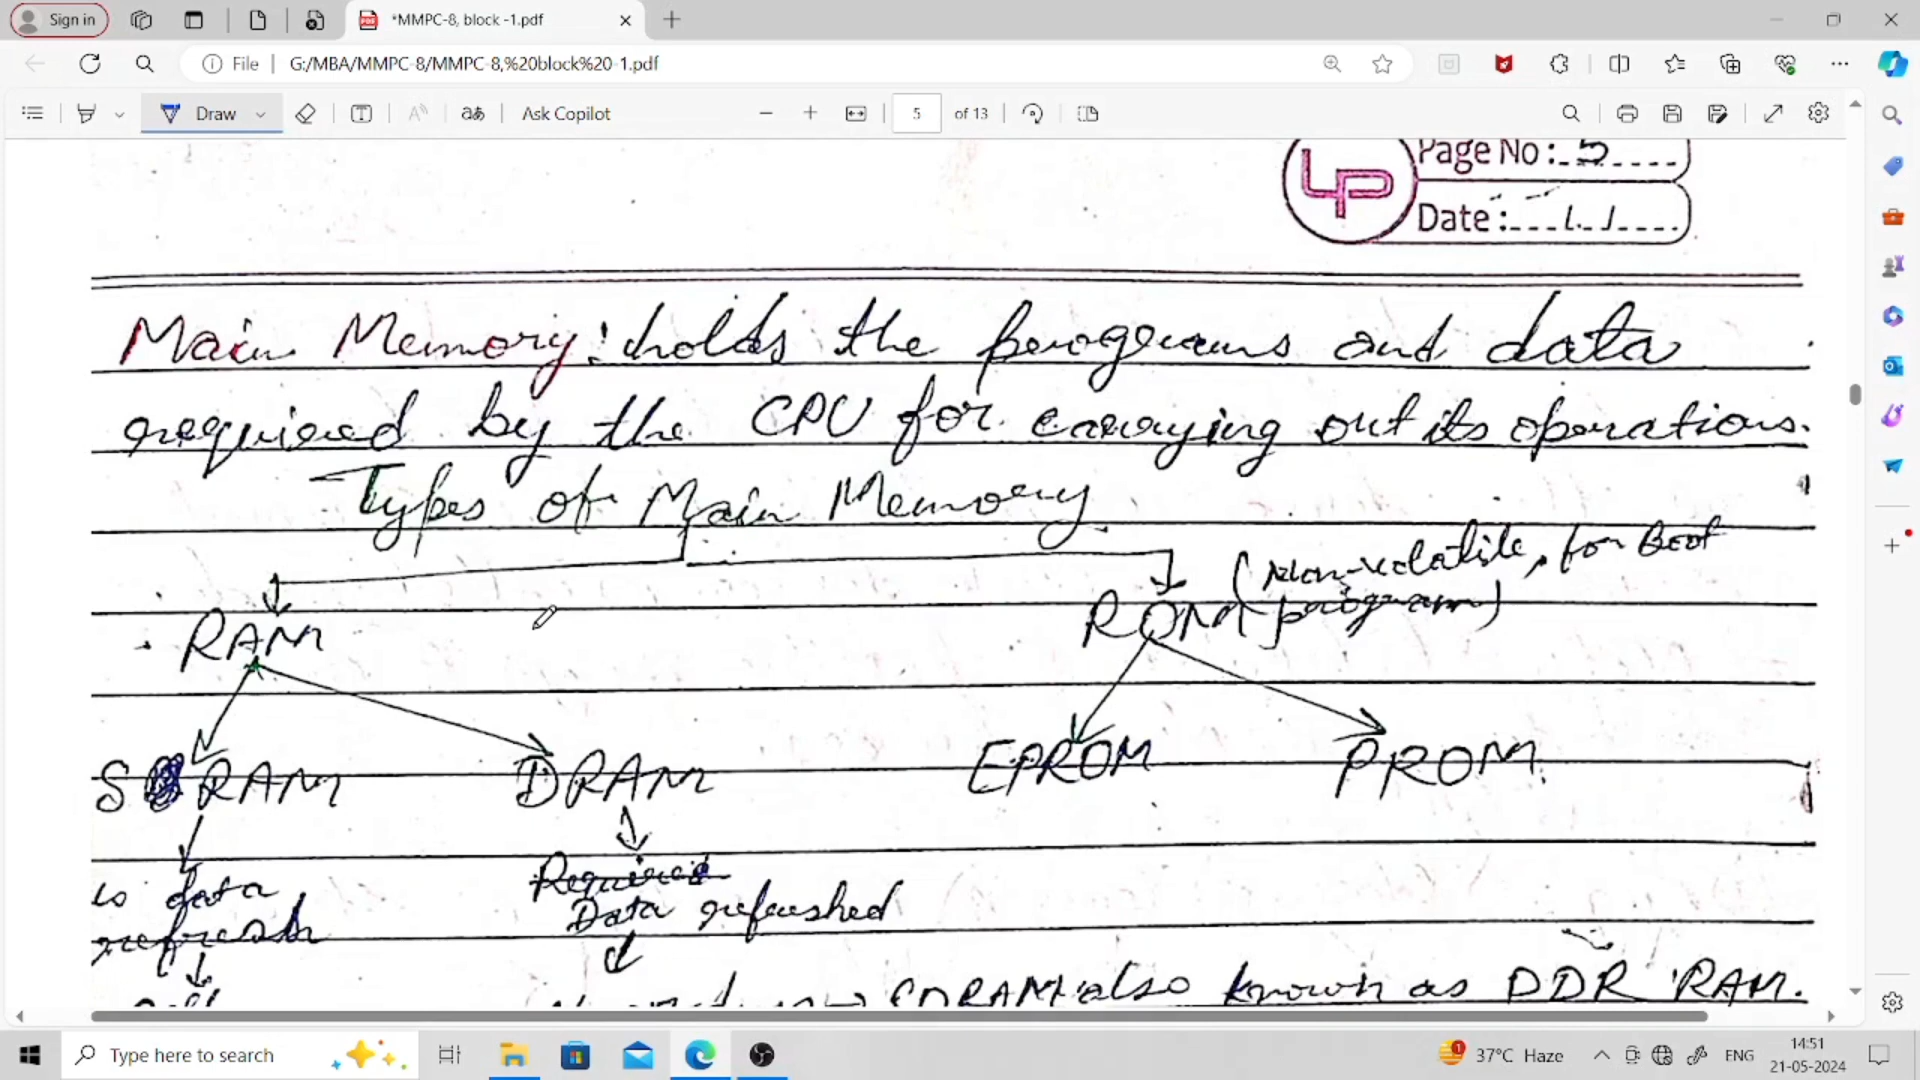 Sign in
*MMPC-8, block -1.pdf
File
G:/MBA/MMPC-8/MMPC-8,%20block%20-1.pdf
Draw
Ask Copilot
5 of 13
Page No : 5
Date :
Main Memory: holds the programs and data
required by the CPU for carrying out its operations.
Types of Main Memory
(Non-volatile, for Boot
RAM ROM program)
S RAM DRAM EPROM PROM.
Required
is data Data refreshed
refresh
also known as DDR RAM.
Type here to search
37°C Haze
ENG
14:51
21-05-2024